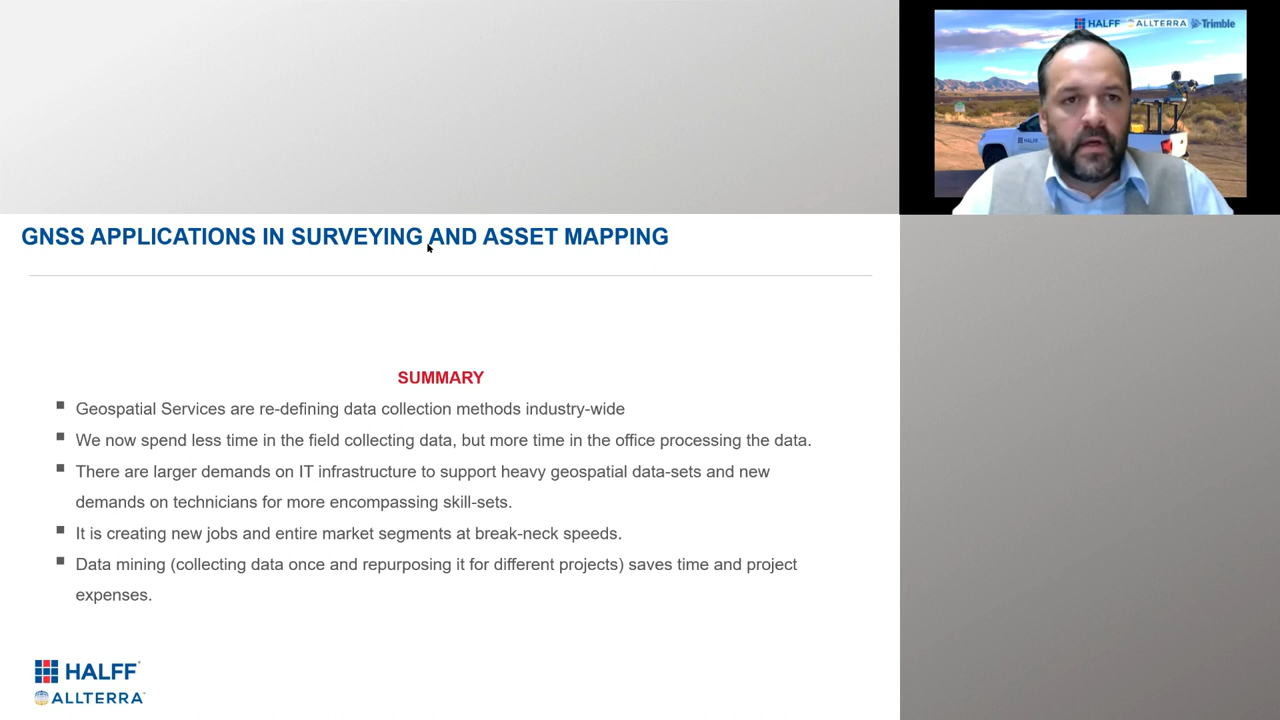 HALFF ALLTERRA Trimble
HALFF
GNSS APPLICATIONS IN SURVEYING AND ASSET MAPPING
SUMMARY
Geospatial Services are re-defining data collection methods industry-wide
We now spend less time in the field collecting data, but more time in the office processing the data.
There are larger demands on IT infrastructure to support heavy geospatial data-sets and new
demands on technicians for more encompassing skill-sets.
It is creating new jobs and entire market segments at break-neck speeds.
Data mining (collecting data once and repurposing it for different projects) saves time and project
expenses.
HALFF
ALLTERRA